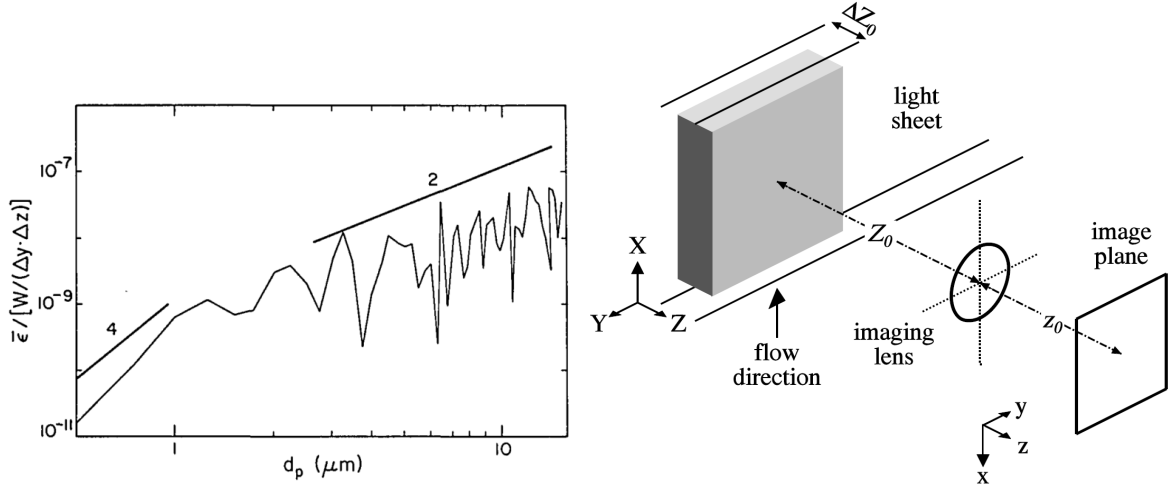 10⁻⁷
10⁻⁹
10⁻¹¹
ε̄ / [W/(Δy·Δz)]
4
2
1
10
dₚ (μm)
ΔZ₀
light
sheet
Z₀
X
Y
Z
flow
direction
imaging
lens
image
plane
z₀
y
z
x